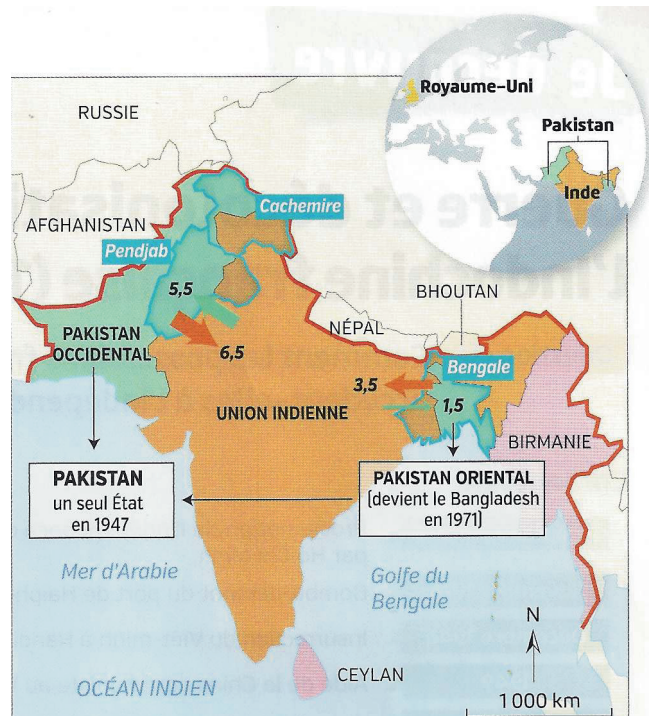 Royaume-Uni
Pakistan
Inde
RUSSIE
Cachemire
AFGHANISTAN
Pendjab
5,5
BHOUTAN
NÉPAL
PAKISTAN
OCCIDENTAL
6,5
Bengale
3,5
1,5
UNION INDIENNE
BIRMANIE
PAKISTAN
un seul État
en 1947
PAKISTAN ORIENTAL
(devient le Bangladesh
en 1971)
Mer d'Arabie
Golfe du
Bengale
N
CEYLAN
OCÉAN INDIEN
1 000 km